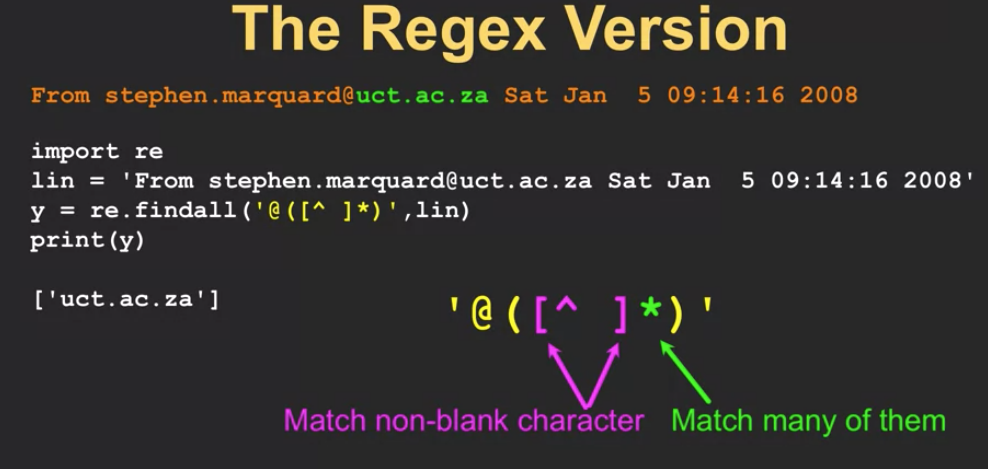 The Regex Version
From stephen.marquard@uct.ac.za Sat Jan  5 09:14:16 2008
import re
lin = 'From stephen.marquard@uct.ac.za Sat Jan  5 09:14:16 2008'
y = re.findall('@([^ ]*)',lin)
print(y)
['uct.ac.za']
'@([^ ]*)'
Match non-blank character
Match many of them